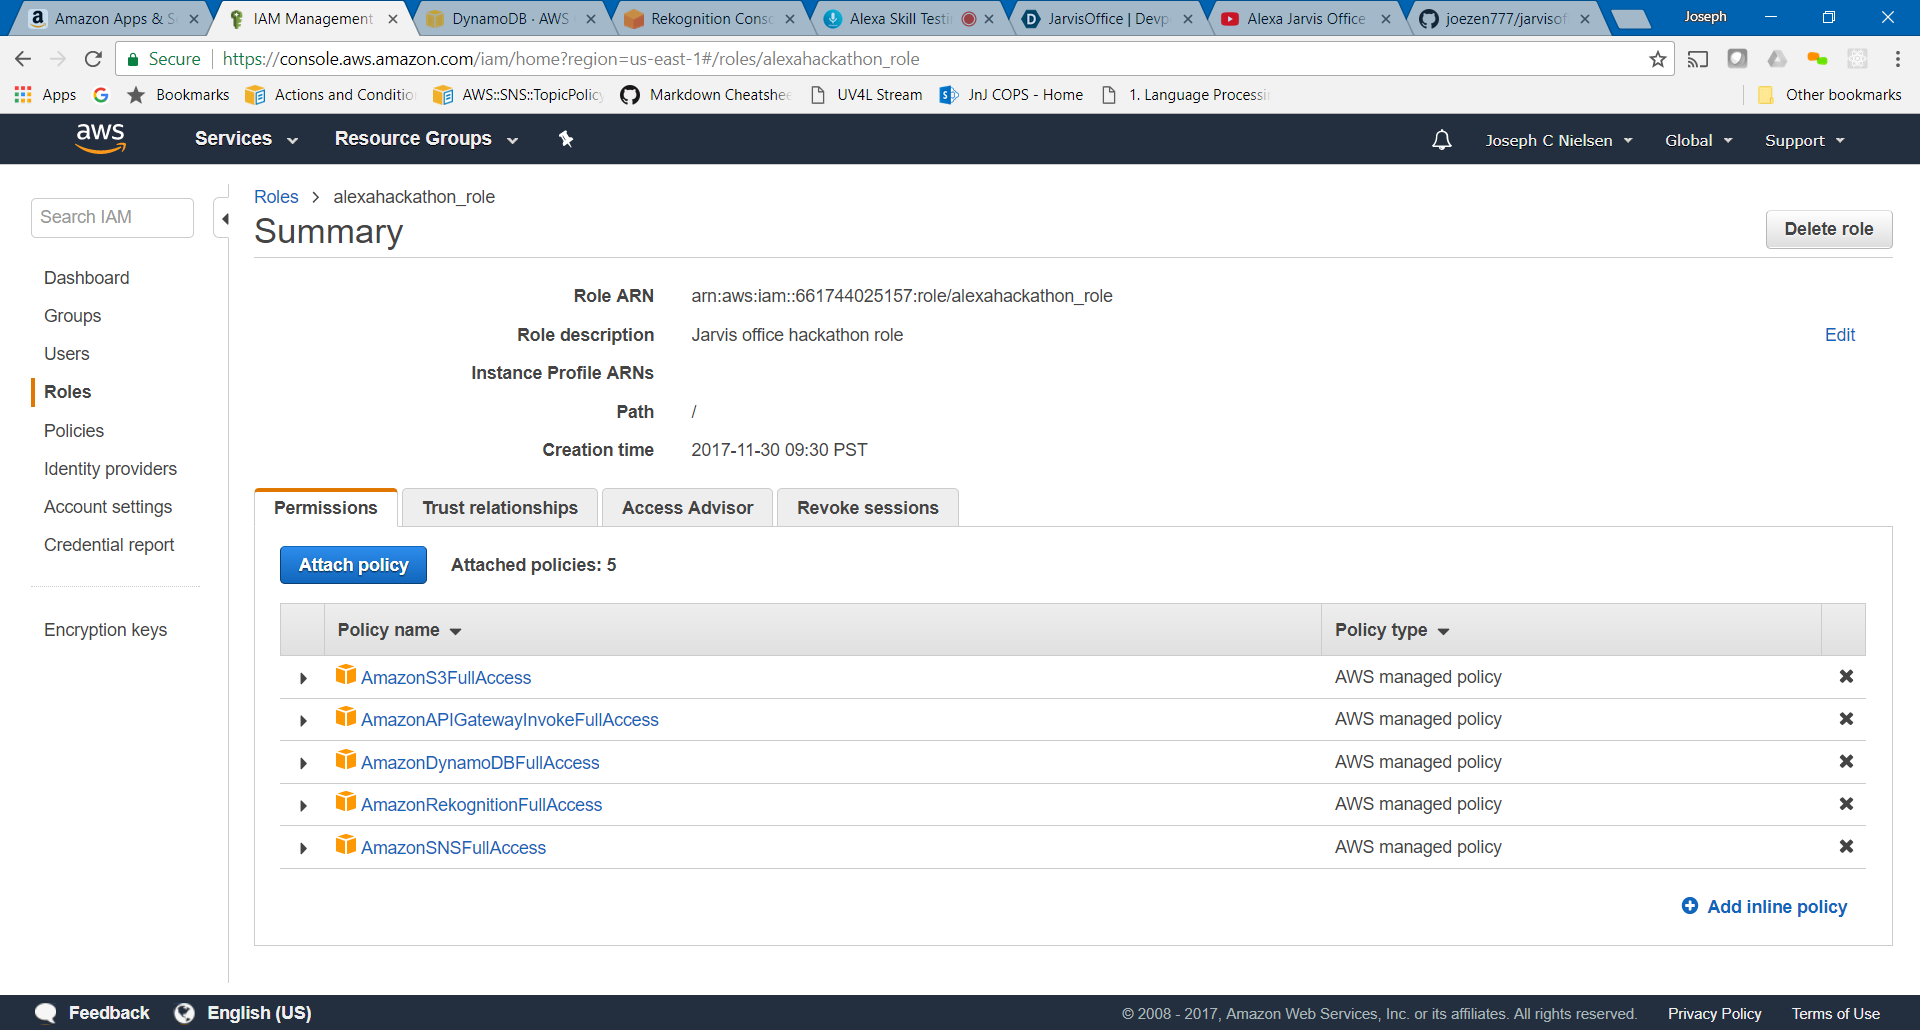 Amazon Apps & S
IAM Management
DynamoDB · AWS
Rekognition Conso
Alexa Skill Testi
JarvisOffice | Devp
Alexa Jarvis Office
joezen777/jarvisof
Joseph
Secure
https://console.aws.amazon.com/iam/home?region=us-east-1#/roles/alexahackathon_role
Apps
Bookmarks
Actions and Conditio
AWS::SNS::TopicPolicy
Markdown Cheatshee
UV4L Stream
JnJ COPS - Home
1. Language Processi
Other bookmarks
aws
Services
Resource Groups
Joseph C Nielsen
Global
Support
Search IAM
Dashboard
Groups
Users
Roles
Policies
Identity providers
Account settings
Credential report
Encryption keys
Roles > alexahackathon_role
Summary
Delete role
Role ARN arn:aws:iam::661744025157:role/alexahackathon_role
Role description Jarvis office hackathon role
Edit
Instance Profile ARNs
Path /
Creation time 2017-11-30 09:30 PST
Permissions
Trust relationships
Access Advisor
Revoke sessions
Attach policy
Attached policies: 5
Policy name
Policy type
AmazonS3FullAccess AWS managed policy
AmazonAPIGatewayInvokeFullAccess AWS managed policy
AmazonDynamoDBFullAccess AWS managed policy
AmazonRekognitionFullAccess AWS managed policy
AmazonSNSFullAccess AWS managed policy
Add inline policy
Feedback
English (US)
© 2008 - 2017, Amazon Web Services, Inc. or its affiliates. All rights reserved.
Privacy Policy
Terms of Use